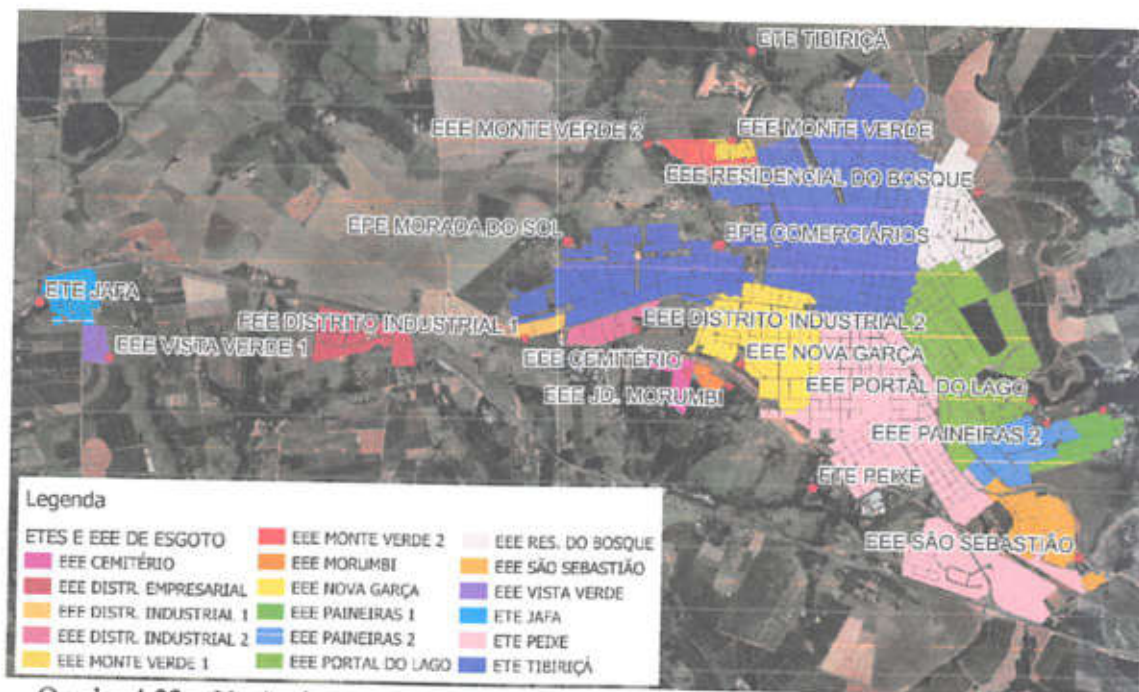 ETE TIBIRIÇÁ
EEE MONTE VERDE 2
EEE MONTE VERDE
EEE RESIDENCIAL DO BOSQUE
EPE MORADA DO SOL
EPE COMERCIÁRIOS
ETE JAFA
EEE DISTRITO INDUSTRIAL 1
EEE DISTRITO INDUSTRIAL 2
EEE VISTA VERDE 1
EEE CEMITÉRIO
EEE NOVA GARÇA
EEE JD. MORUMBI
EEE PORTAL DO LAGO
EEE PAINEIRAS 2
ETE PEIXE
EEE SÃO SEBASTIÃO
Legenda
ETES E EEE DE ESGOTO
EEE CEMITÉRIO
EEE DISTR. EMPRESARIAL
EEE DISTR. INDUSTRIAL 1
EEE DISTR. INDUSTRIAL 2
EEE MONTE VERDE 1
EEE MONTE VERDE 2
EEE MORUMBI
EEE NOVA GARÇA
EEE PAINEIRAS 1
EEE PAINEIRAS 2
EEE PORTAL DO LAGO
EEE RES. DO BOSQUE
EEE SÃO SEBASTIÃO
EEE VISTA VERDE
ETE JAFA
ETE PEIXE
ETE TIBIRIÇÁ